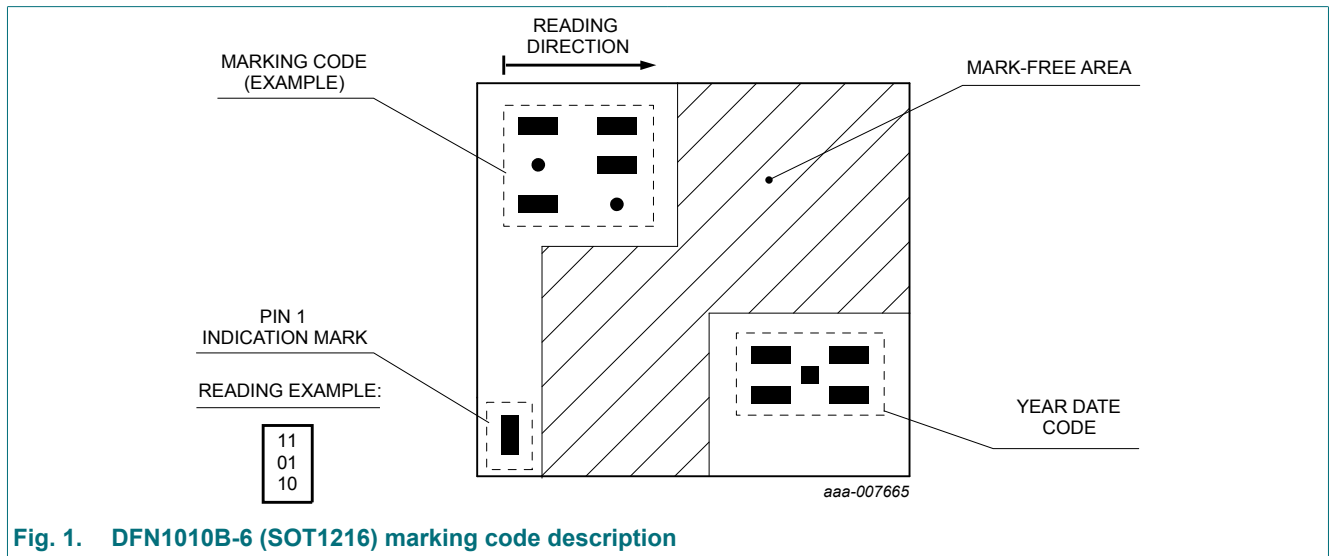 READING
DIRECTION
MARKING CODE
(EXAMPLE)
MARK-FREE AREA
PIN 1
INDICATION MARK
READING EXAMPLE:
11
01
10
YEAR DATE
CODE
aaa-007665
Fig. 1. DFN1010B-6 (SOT1216) marking code description